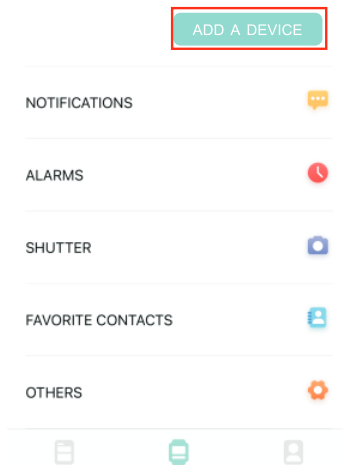 ADD A DEVICE
NOTIFICATIONS
ALARMS
SHUTTER
FAVORITE CONTACTS
OTHERS